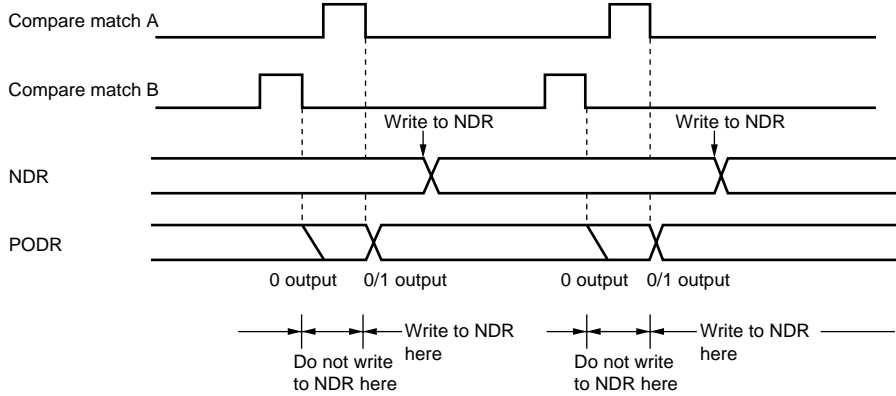 Compare match A
Compare match B
Write to NDR
Write to NDR
NDR
PODR
0 output
0/1 output
0 output
0/1 output
Write to NDR
here
Write to NDR
here
Do not write
to NDR here
Do not write
to NDR here